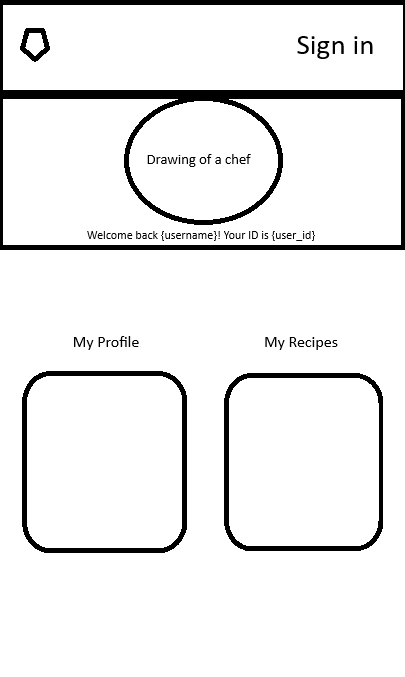 Sign in
Drawing of a chef
Welcome back {username}! Your ID is {user_id}
My Profile
My Recipes